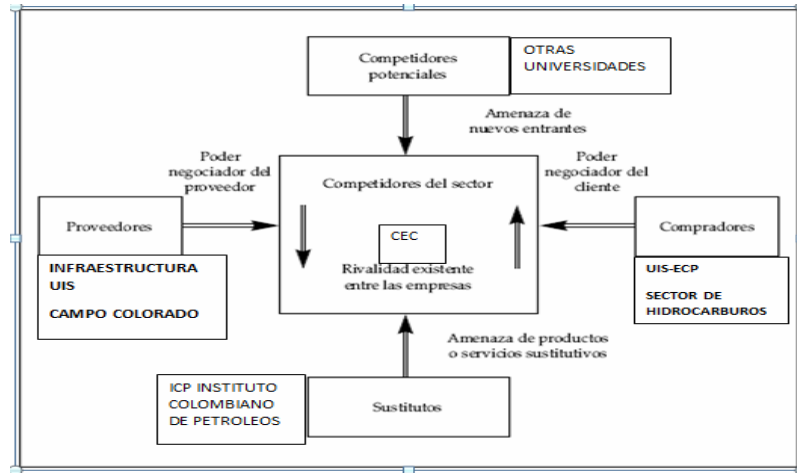 Competidores
potenciales
OTRAS
UNIVERSIDADES
Amenaza de
nuevos entrantes
Poder
negociador del
proveedor
Competidores del sector
Poder
negociador del
cliente
Proveedores
CEC
Compradores
INFRAESTRUCTURA
UIS
CAMPO COLORADO
Rivalidad existente
entre las empresas
UIS-ECP
SECTOR DE
HIDROCARBUROS
Amenaza de productos
o servicios sustitutivos
ICP INSTITUTO
COLOMBIANO
DE PETROLEOS
Sustitutos